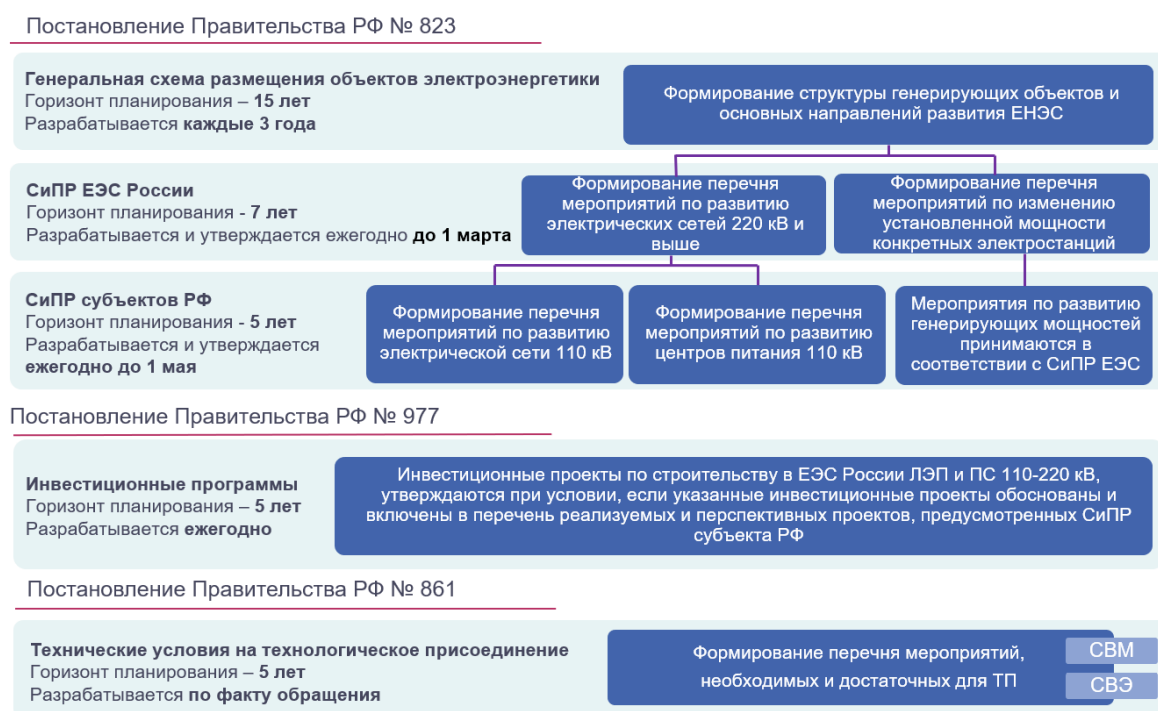 Постановление Правительства РФ № 823
Генеральная схема размещения объектов электроэнергетики
Горизонт планирования – 15 лет
Разрабатывается каждые 3 года
Формирование структуры генерирующих объектов и
основных направлений развития ЕНЭС
СиПР ЕЭС России
Горизонт планирования - 7 лет
Разрабатывается и утверждается ежегодно до 1 марта
Формирование перечня
мероприятий по развитию
электрических сетей 220 кВ и
выше
Формирование перечня
мероприятий по изменению
установленной мощности
конкретных электростанций
СиПР субъектов РФ
Горизонт планирования - 5 лет
Разрабатывается и утверждается
ежегодно до 1 мая
Формирование перечня
мероприятий по развитию
электрической сети 110 кВ
Формирование перечня
мероприятий по развитию
центров питания 110 кВ
Мероприятия по развитию
генерирующих мощностей
принимаются в
соответствии с СиПР ЕЭС
Постановление Правительства РФ № 977
Инвестиционные программы
Горизонт планирования – 5 лет
Разрабатывается ежегодно
Инвестиционные проекты по строительству в ЕЭС России ЛЭП и ПС 110-220 кВ,
утверждаются при условии, если указанные инвестиционные проекты обоснованы и
включены в перечень реализуемых и перспективных проектов, предусмотренных СиПР
субъекта РФ
Постановление Правительства РФ № 861
Технические условия на технологическое присоединение
Горизонт планирования – 5 лет
Разрабатывается по факту обращения
Формирование перечня мероприятий,
необходимых и достаточных для ТП
СВМ
СВЭ